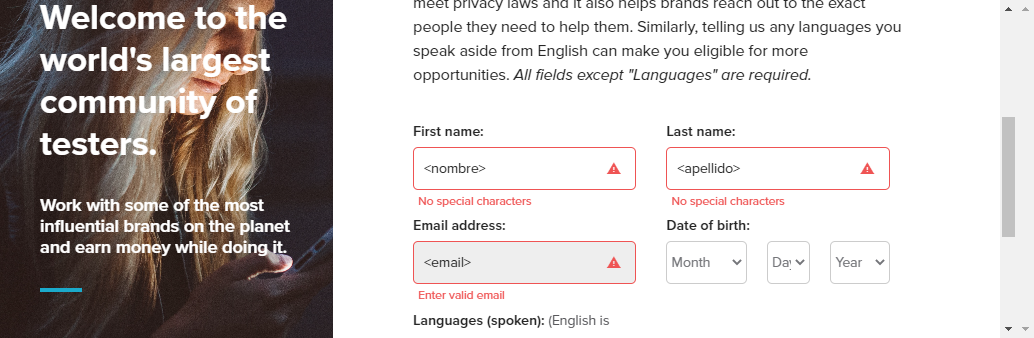 Welcome to the
world's largest
community of
testers.
Work with some of the most
influential brands on the planet
and earn money while doing it.
meet privacy laws and it also helps brands reach out to the exact
people they need to help them. Similarly, telling us any languages you
speak aside from English can make you eligible for more
opportunities. All fields except "Languages" are required.
First name:
Last name:
<nombre>
<apellido>
No special characters
No special characters
Email address:
Date of birth:
<email>
Month
Day
Year
Enter valid email
Languages (spoken): (English is